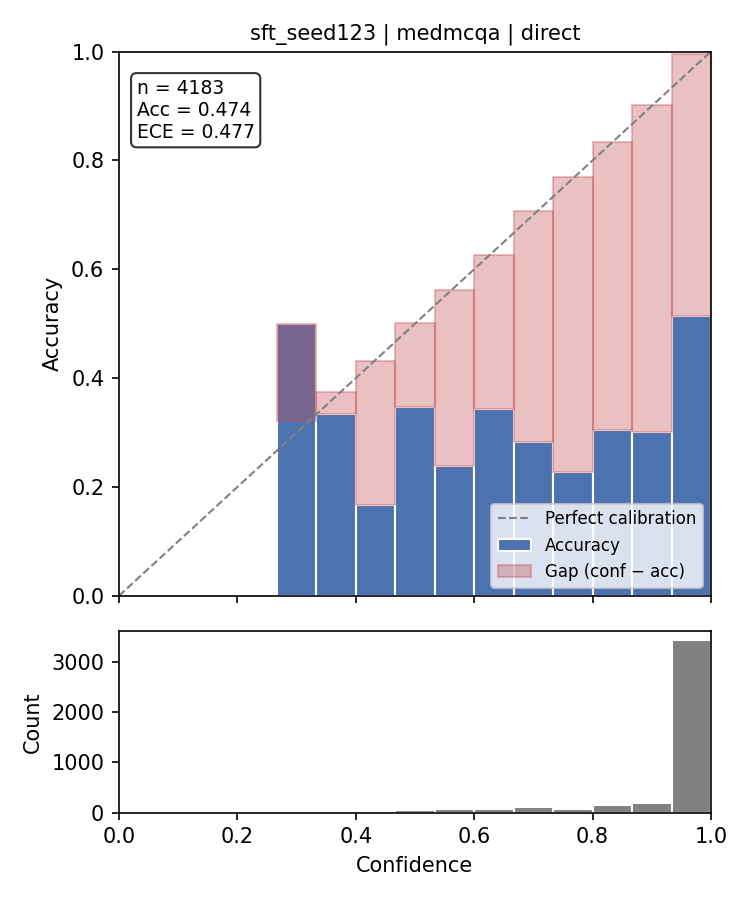 sft_seed123 | medmcqa | direct
n = 4183
Acc = 0.474
ECE = 0.477
1.0
0.8
0.6
0.4
0.2
0.0
Accuracy
Perfect calibration
Accuracy
Gap (conf − acc)
3000
2000
1000
0
Count
0.0 0.2 0.4 0.6 0.8 1.0
Confidence